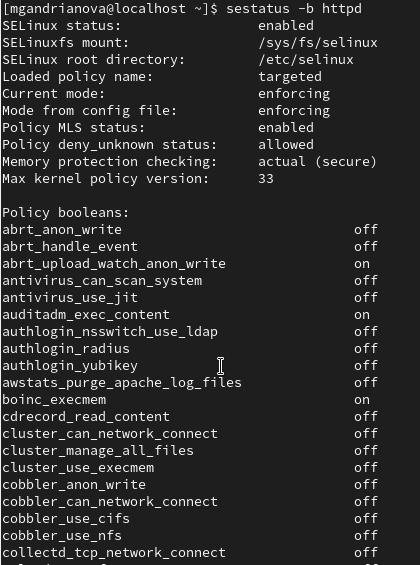 [mgandrianova@localhost ~]$ sestatus -b httpd
SELinux status: enabled
SELinuxfs mount: /sys/fs/selinux
SELinux root directory: /etc/selinux
Loaded policy name: targeted
Current mode: enforcing
Mode from config file: enforcing
Policy MLS status: enabled
Policy deny_unknown status: allowed
Memory protection checking: actual (secure)
Max kernel policy version: 33
Policy booleans:
abrt_anon_write off
abrt_handle_event off
abrt_upload_watch_anon_write on
antivirus_can_scan_system off
antivirus_use_jit off
auditadm_exec_content on
authlogin_nsswitch_use_ldap off
authlogin_radius off
authlogin_yubikey off
awstats_purge_apache_log_files off
boinc_execmem on
cdrecord_read_content off
cluster_can_network_connect off
cluster_manage_all_files off
cluster_use_execmem off
cobbler_anon_write off
cobbler_can_network_connect off
cobbler_use_cifs off
cobbler_use_nfs off
collectd_tcp_network_connect off